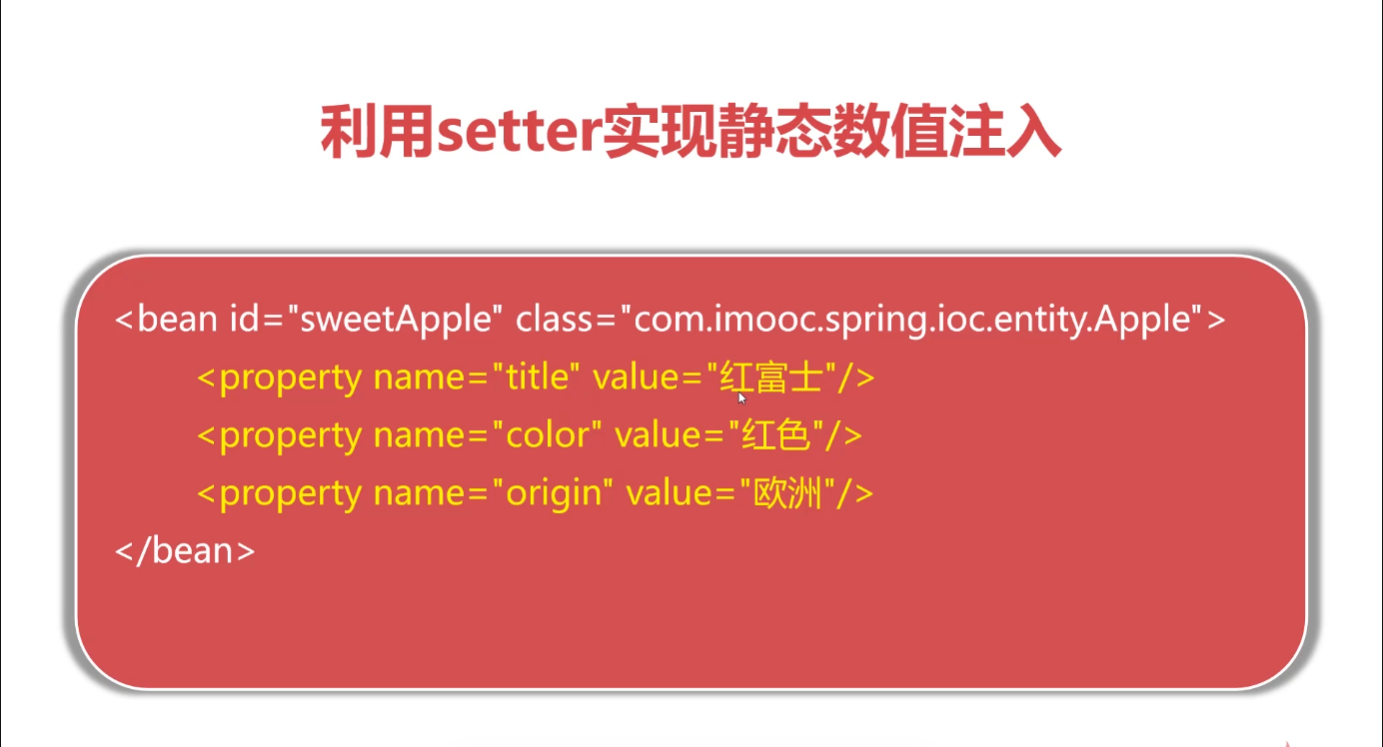 利用setter实现静态数值注入
<bean id="sweetApple" class="com.imooc.spring.ioc.entity.Apple">
<property name="title" value="红富士"/>
<property name="color" value="红色"/>
<property name="origin" value="欧洲"/>
</bean>